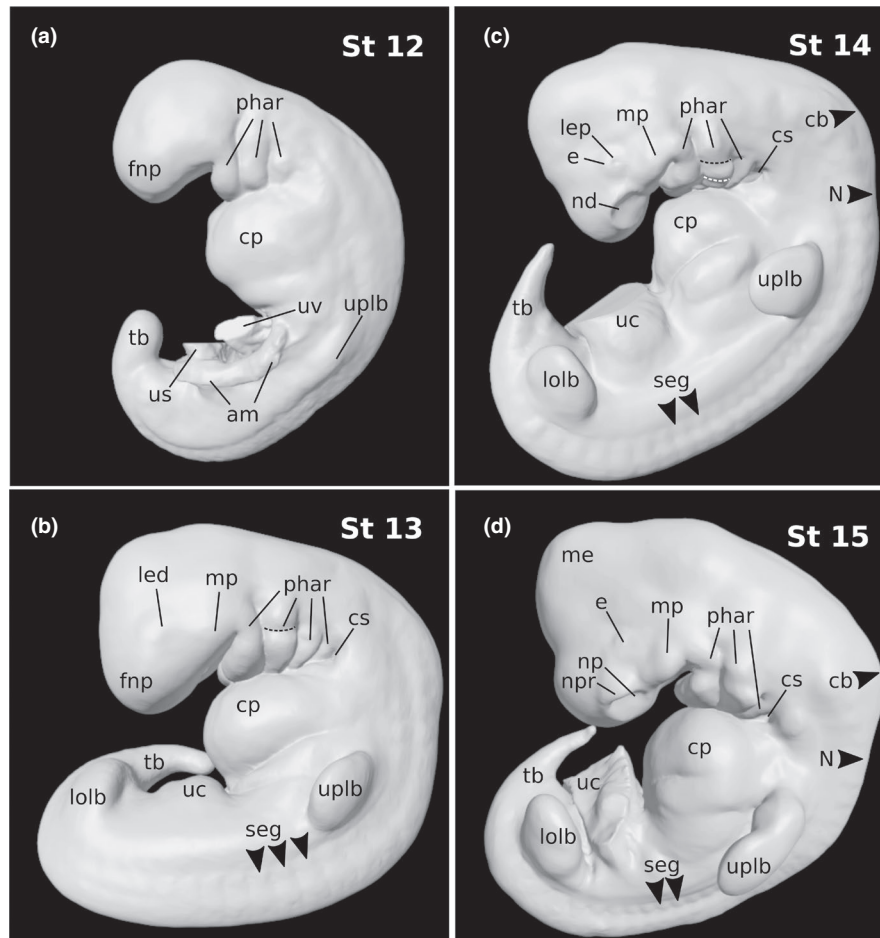 (a)
St 12
phar
fnp
cp
uv
uplb
tb
us
am
(c)
St 14
phar
mp
cb
lep
cs
e
N
nd
cp
uplb
tb
uc
seg
lolb
(b)
St 13
led
mp
phar
cs
fnp
cp
tb
lolb
uc
uplb
seg
(d)
St 15
me
e
mp
phar
np
npr
cs
cb
cp
N
tb
uc
lolb
seg
uplb